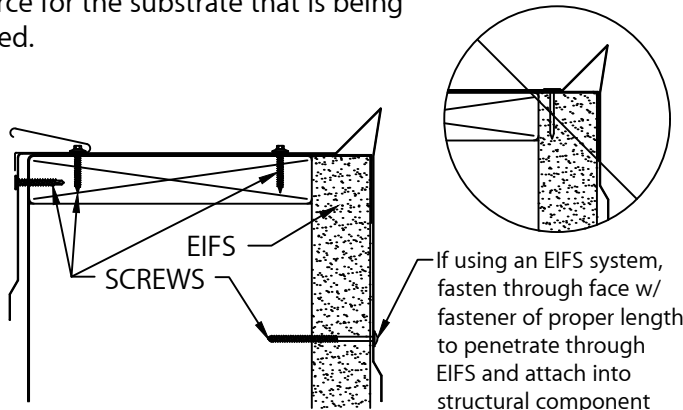 rce for the substrate that is being
ed.
EIFS
SCREWS
If using an EIFS system,
fasten through face w/
fastener of proper length
to penetrate through
EIFS and attach into
structural component